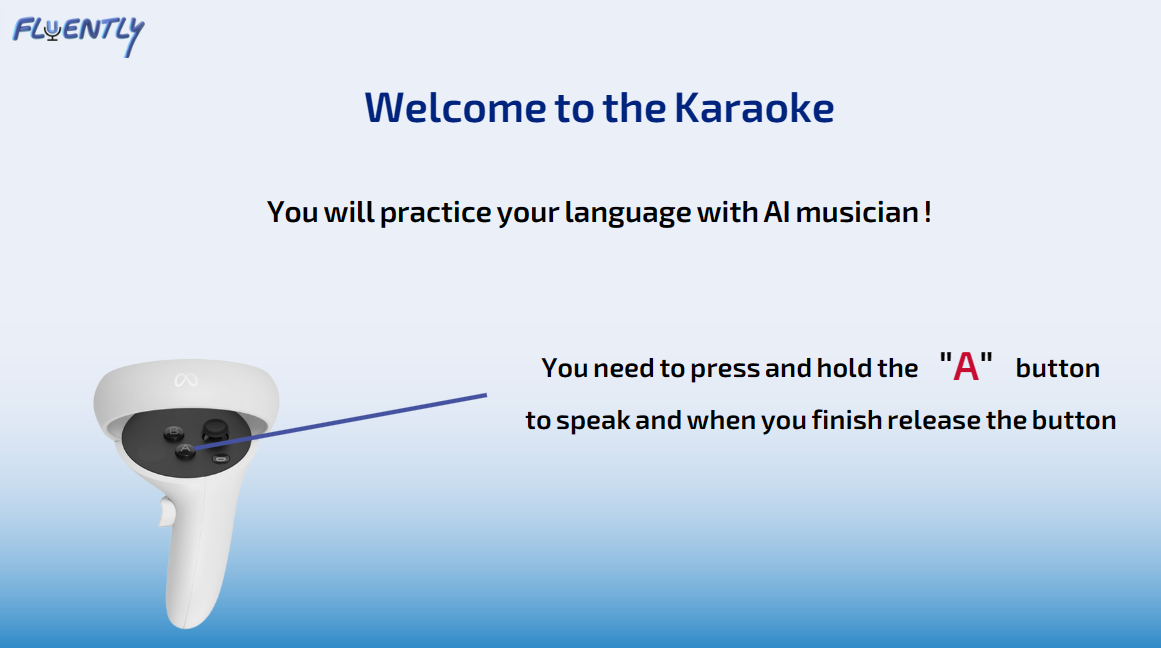 FLUENTLY
Welcome to the Karaoke
You will practice your language with AI musician !
You need to press and hold the "A" button
to speak and when you finish release the button
B
A